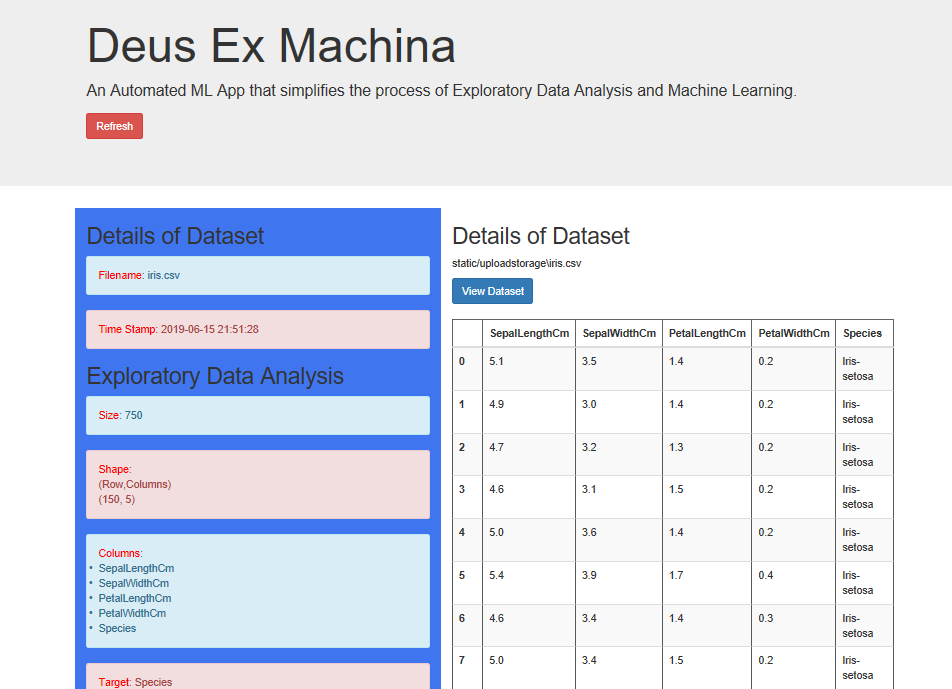 Deus Ex Machina
An Automated ML App that simplifies the process of Exploratory Data Analysis and Machine Learning.
Refresh
Details of Dataset
Filename: iris.csv
Time Stamp: 2019-06-15 21:51:28
Exploratory Data Analysis
Size: 750
Shape:
(Row,Columns)
(150, 5)
Columns:
• SepalLengthCm
• SepalWidthCm
• PetalLengthCm
• PetalWidthCm
• Species
Target: Species
Details of Dataset
static/uploadstorage\iris.csv
View Dataset
SepalLengthCm SepalWidthCm PetalLengthCm PetalWidthCm Species
0 5.1 3.5 1.4 0.2 Iris-
setosa
1 4.9 3.0 1.4 0.2 Iris-
setosa
2 4.7 3.2 1.3 0.2 Iris-
setosa
3 4.6 3.1 1.5 0.2 Iris-
setosa
4 5.0 3.6 1.4 0.2 Iris-
setosa
5 5.4 3.9 1.7 0.4 Iris-
setosa
6 4.6 3.4 1.4 0.3 Iris-
setosa
7 5.0 3.4 1.5 0.2 Iris-
setosa